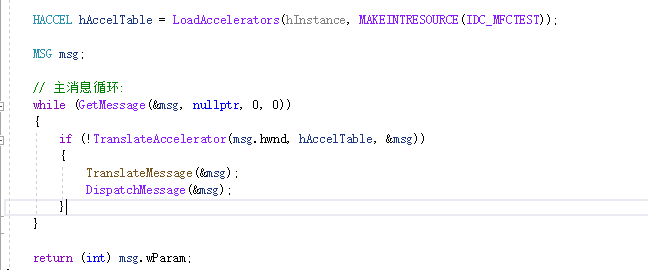 HACCEL hAccelTable = LoadAccelerators(hInstance, MAKEINTRESOURCE(IDC_MFCTEST));
MSG msg;
// 主消息循环:
while (GetMessage(&msg, nullptr, 0, 0))
{
if (!TranslateAccelerator(msg.hwnd, hAccelTable, &msg))
{
TranslateMessage(&msg);
DispatchMessage(&msg);
}
}
return (int) msg.wParam;